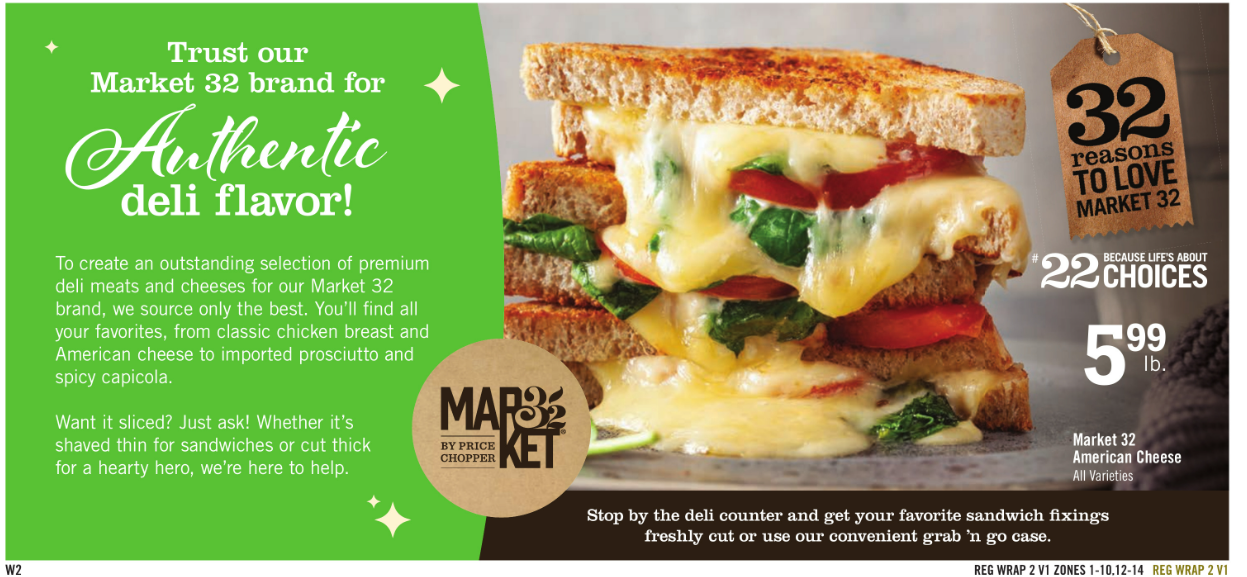 Trust our
Market 32 brand for
Authentic
deli flavor!
To create an outstanding selection of premium
deli meats and cheeses for our Market 32
brand, we source only the best. You'll find all
your favorites, from classic chicken breast and
American cheese to imported prosciutto and
spicy capicola.
Want it sliced? Just ask! Whether it's
shaved thin for sandwiches or cut thick
for a hearty hero, we're here to help.
MAR32
KET®
BY PRICE
CHOPPER
32
reasons
TO LOVE
MARKET 32
#22 BECAUSE LIFE'S ABOUT
CHOICES
5 99
lb.
Market 32
American Cheese
All Varieties
Stop by the deli counter and get your favorite sandwich fixings
freshly cut or use our convenient grab 'n go case.
W2
REG WRAP 2 V1 ZONES 1-10,12-14 REG WRAP 2 V1